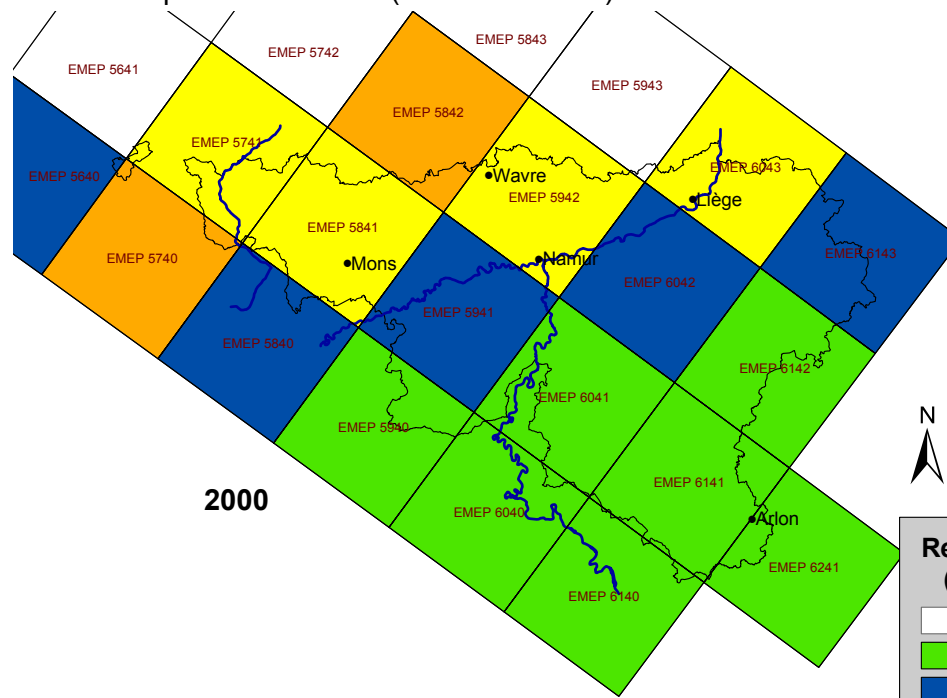 EMEP 5843
EMEP 5742
EMEP 5641
EMEP 5943
EMEP 5842
EMEP 5741
EMEP 6043
EMEP 5640
Wavre
EMEP 5942
Liège
EMEP 5841
EMEP 6143
EMEP 5740
Namur
Mons
EMEP 6042
EMEP 5941
EMEP 5840
EMEP 6142
EMEP 6041
N
EMEP 5940
EMEP 6141
2000
EMEP 6040
Arlon
EMEP 6241
EMEP 6140